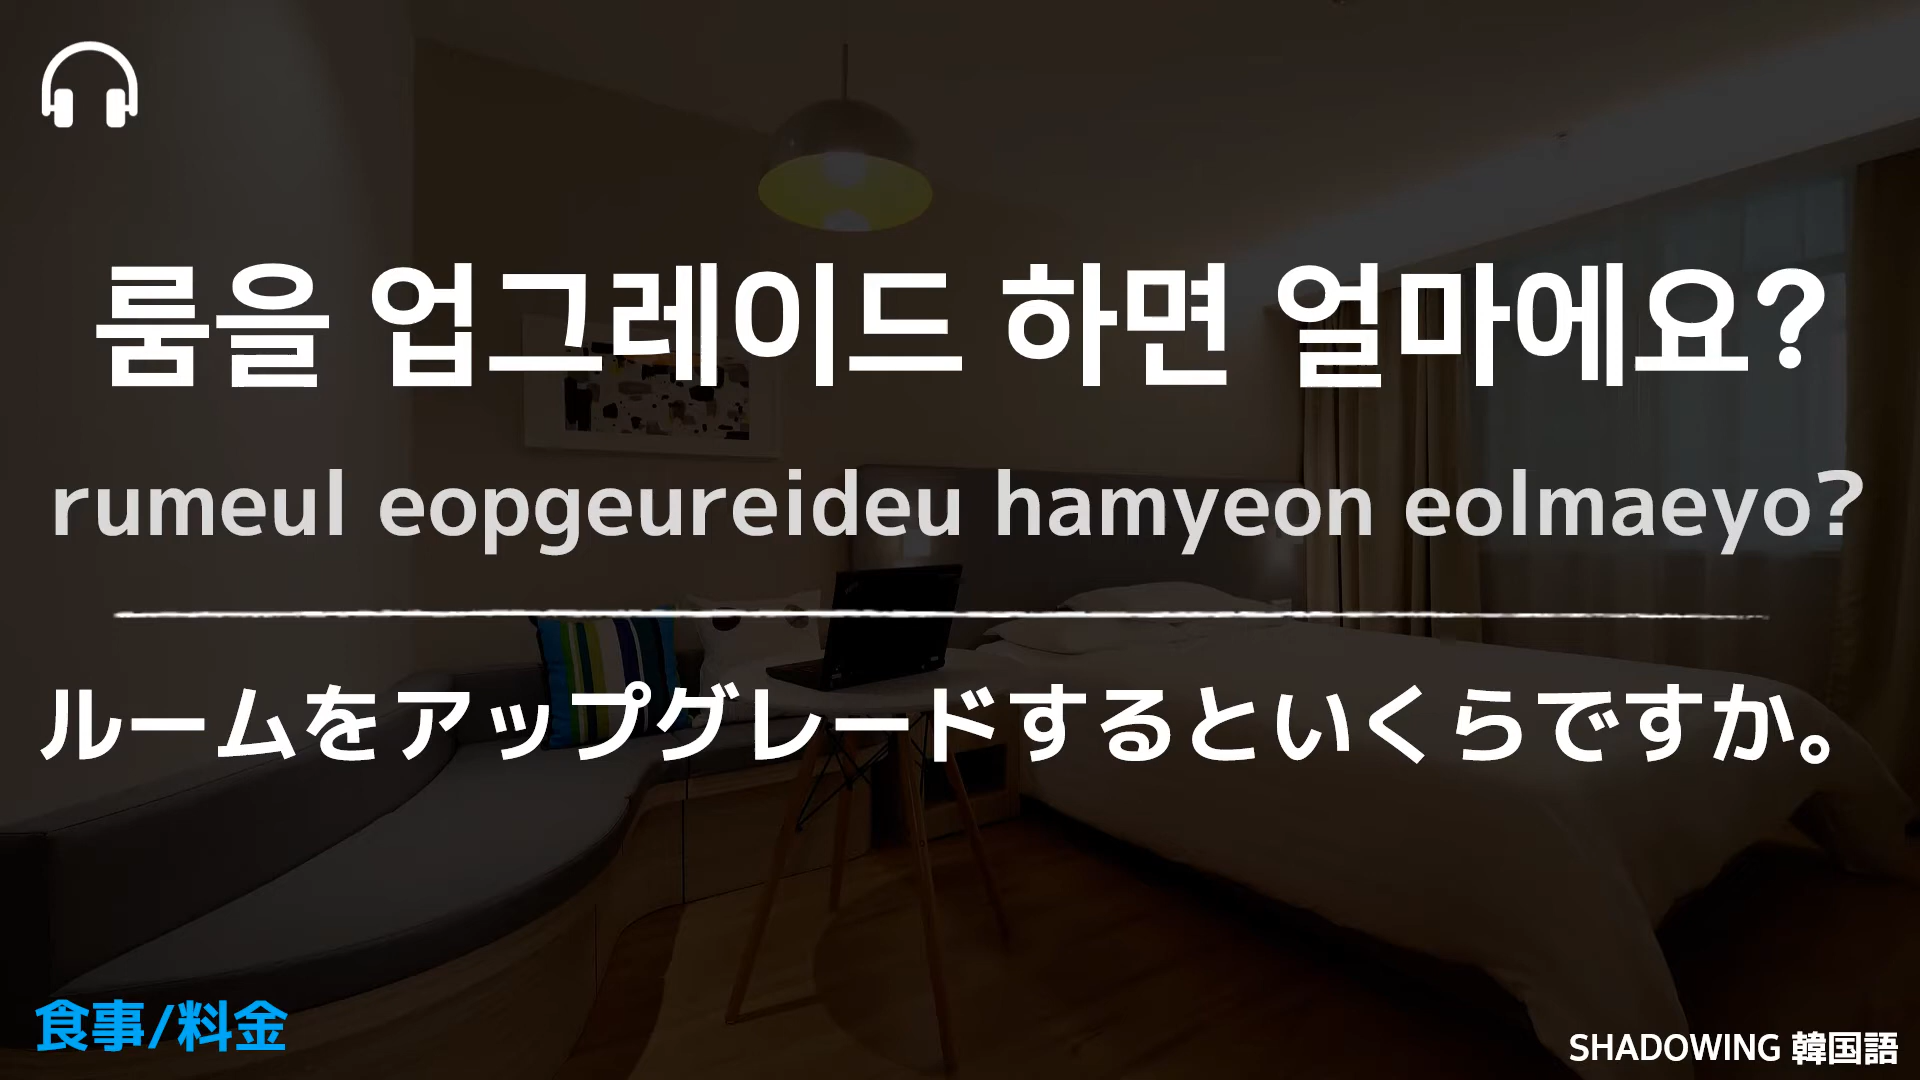 룸을 업그레이드 하면 얼마에요?
rumeul eopgeureideu hamyeon eolmaeyo?
ルームをアップグレードするといくらですか。
食事/料金
SHADOWING 韓国語